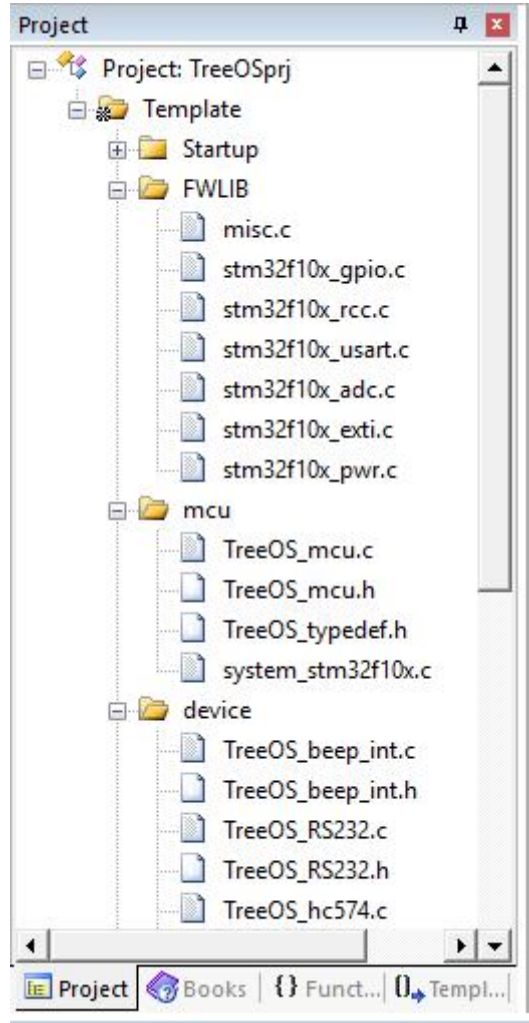 Project
Project: TreeOSprj
Template
Startup
FWLIB
misc.c
stm32f10x_gpio.c
stm32f10x_rcc.c
stm32f10x_usart.c
stm32f10x_adc.c
stm32f10x_exti.c
stm32f10x_pwr.c
mcu
TreeOS_mcu.c
TreeOS_mcu.h
TreeOS_typedef.h
system_stm32f10x.c
device
TreeOS_beep_int.c
TreeOS_beep_int.h
TreeOS_RS232.c
TreeOS_RS232.h
TreeOS_hc574.c
Project Books {} Funct... 0 Templ...